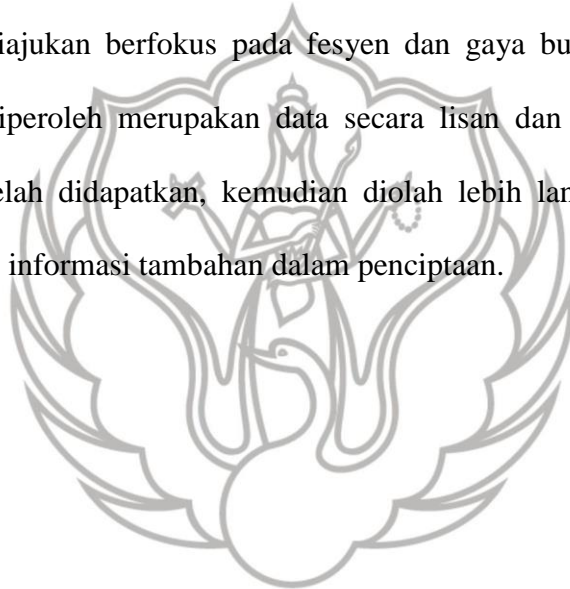 iajukan berfokus pada fesyen dan gaya bu
iperoleh merupakan data secara lisan dan
elah didapatkan, kemudian diolah lebih lan
informasi tambahan dalam penciptaan.